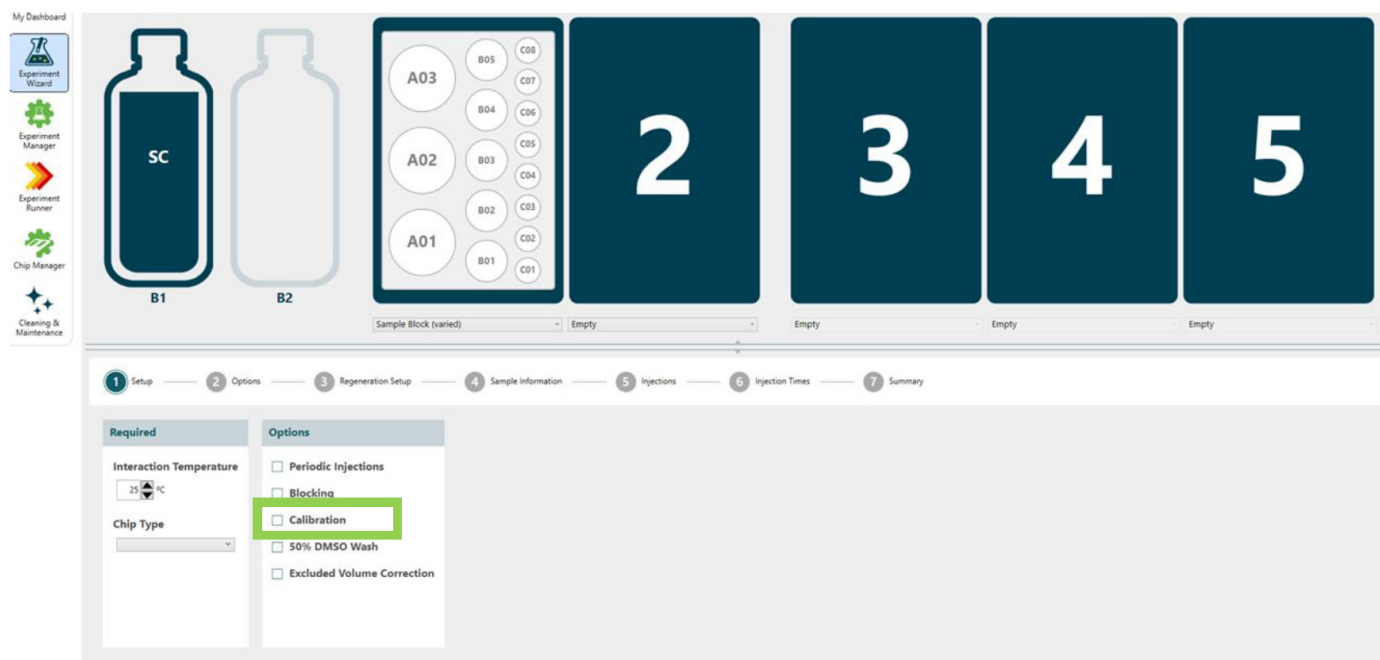 My Dashboard
Experiment
Wizard
Experiment
Manager
Experiment
Runner
Chip Manager
Cleaning &
Maintenance
SC
B1
B2
A03
A02
A01
B05
B04
B03
B02
B01
C08
C07
C06
C05
C04
C03
C02
C01
2
3
4
5
Sample Block (varied)
Empty
Empty
Empty
Empty
1 Setup
2 Options
3 Regeneration Setup
4 Sample Information
5 Injections
6 Injection Times
7 Summary
Required
Interaction Temperature
25 °C
Chip Type
Options
Periodic Injections
Blocking
Calibration
50% DMSO Wash
Excluded Volume Correction